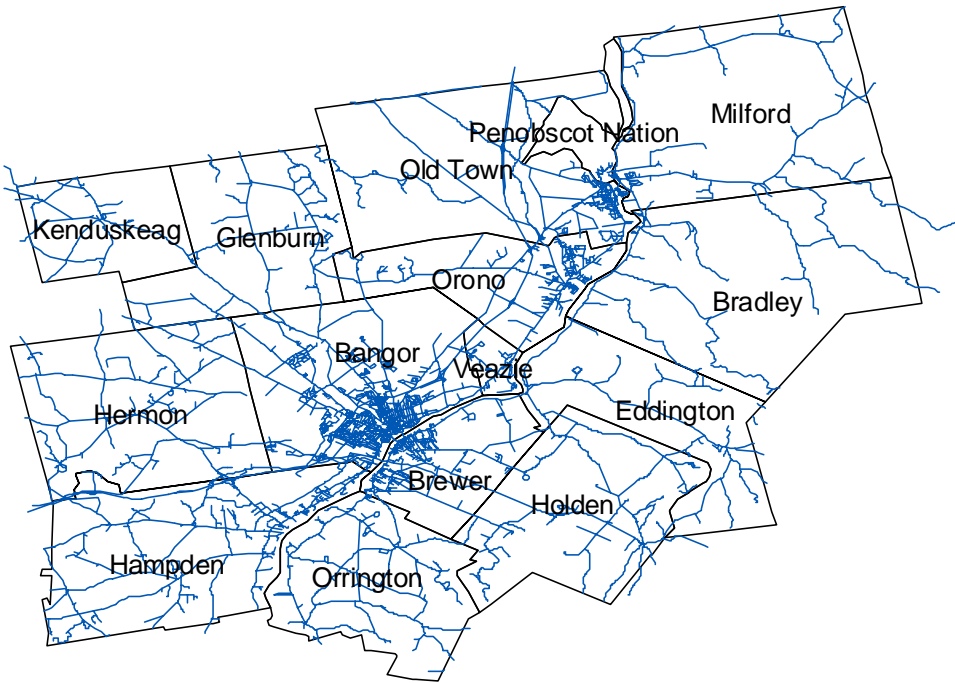 Milford
Penobscot Nation
Old Town
Kenduskeag
Glenburn
Orono
Bradley
Bangor
Veazie
Hermon
Eddington
Brewer
Holden
Hampden
Orrington